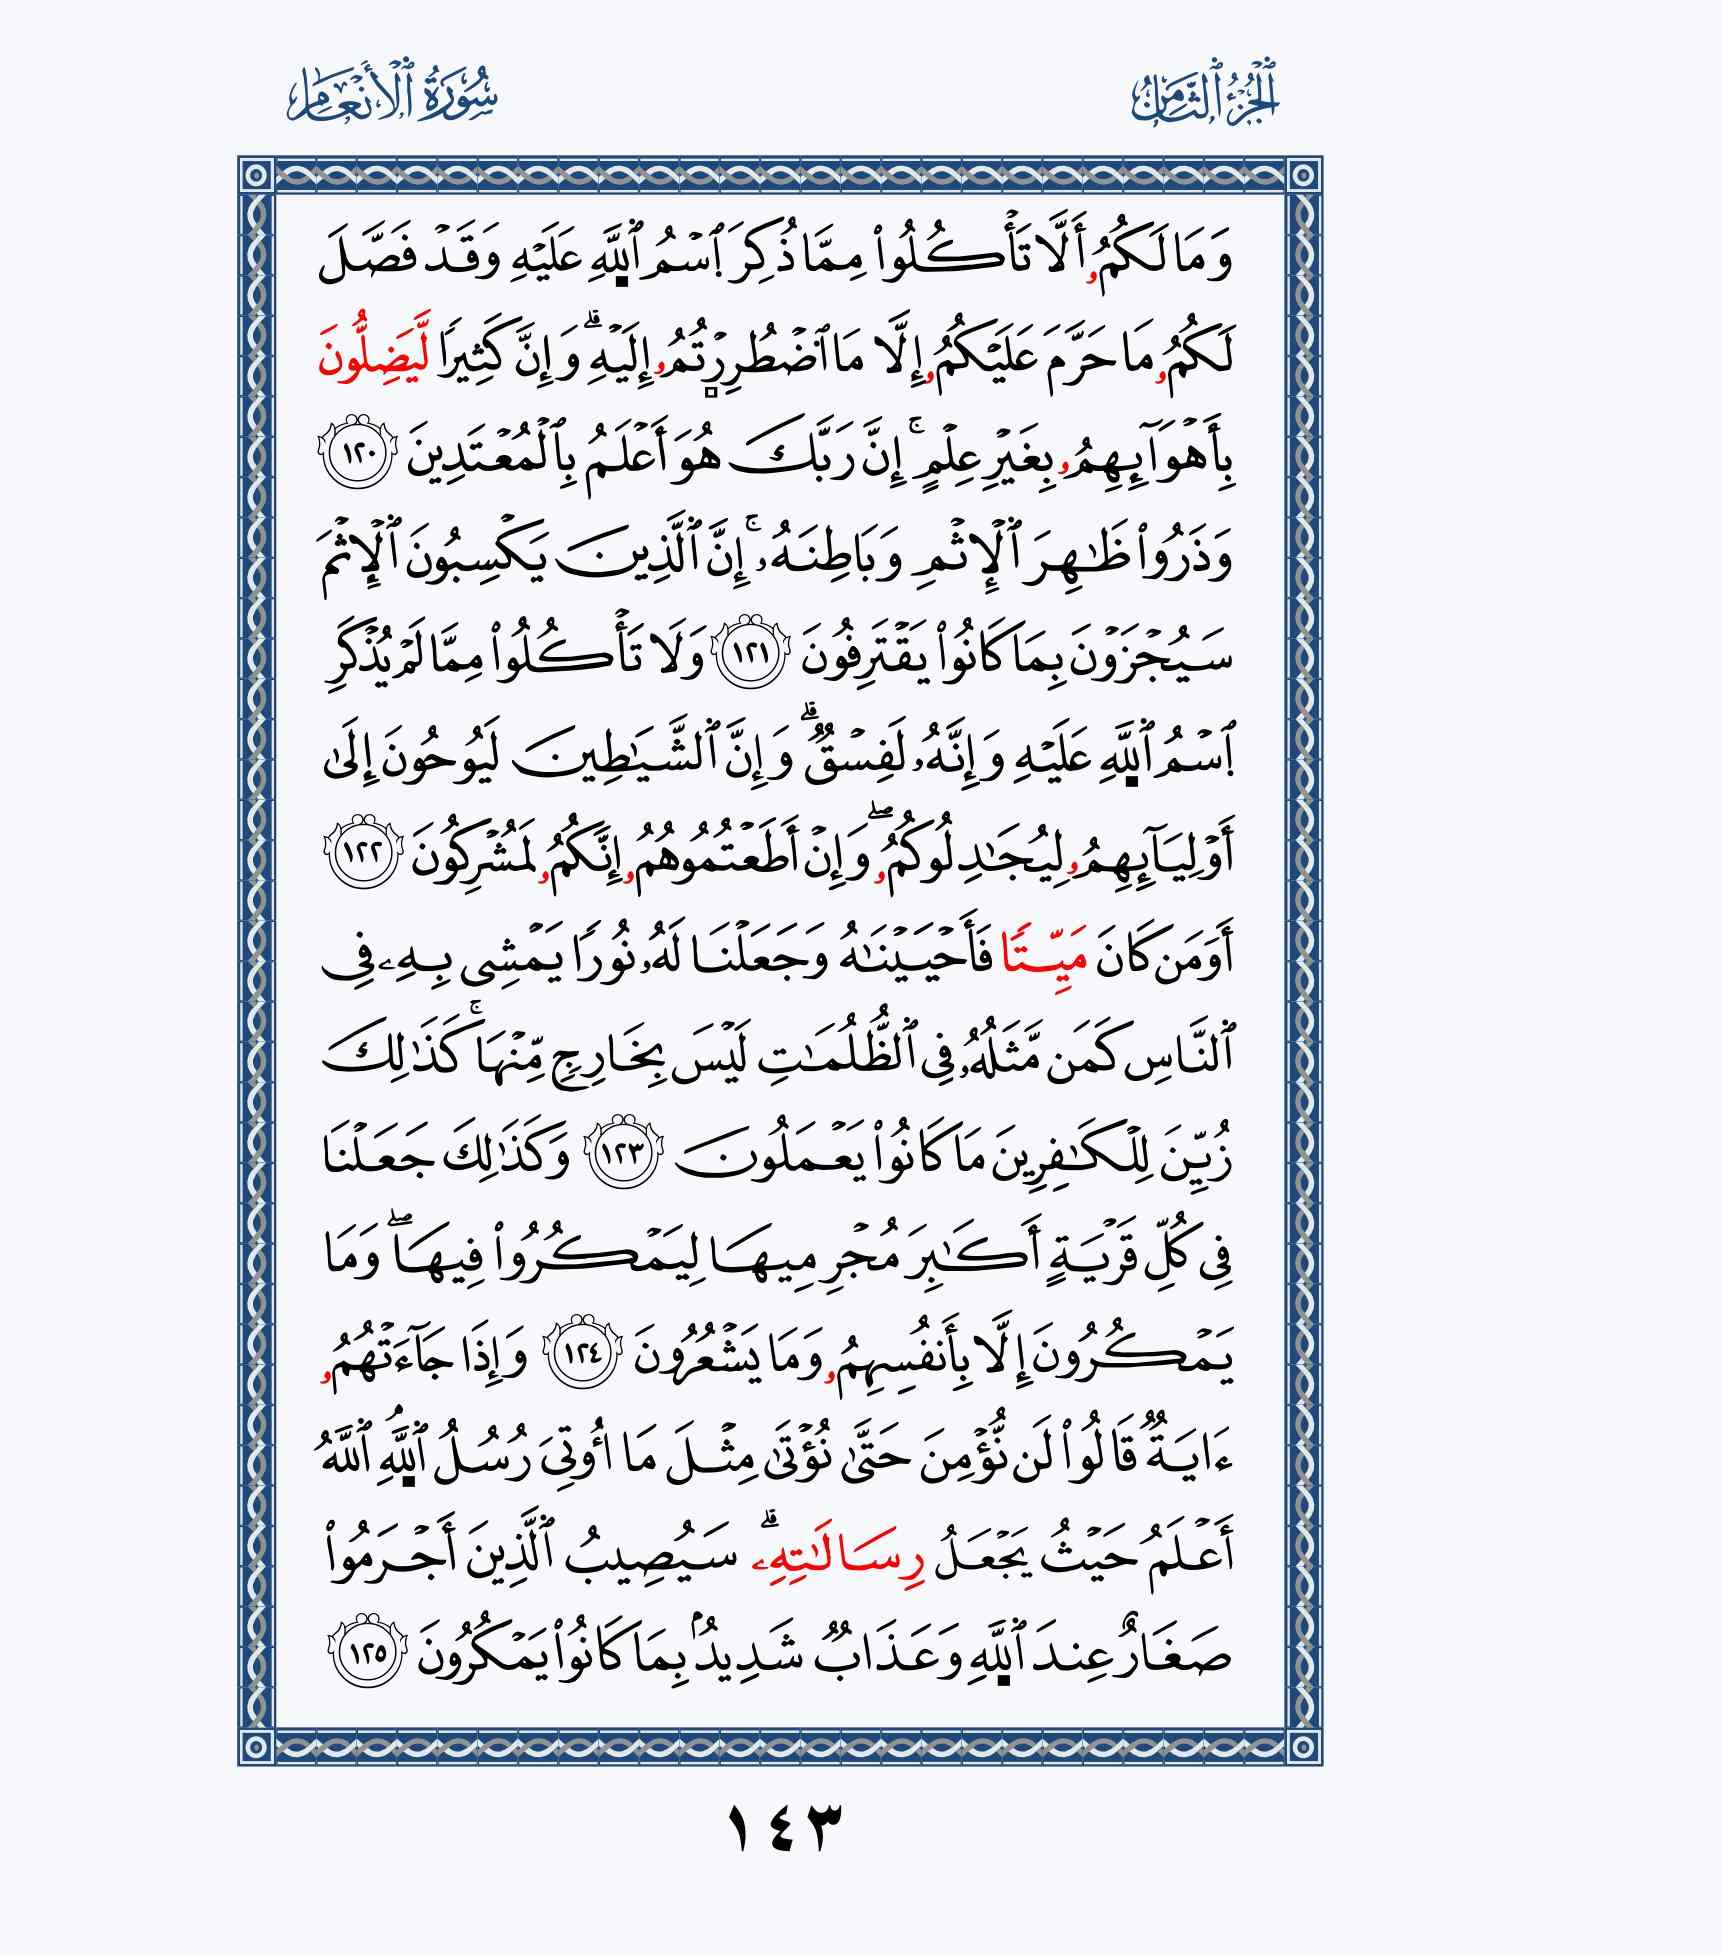 الجُزْءُ ٱلثَّامِنُ
سُورَةُ ٱلْأَنْعَامِ
وَمَا لَكُمُۥ أَلَّا تَأْكُلُوا۟ مِمَّا ذُكِرَ ٱسْمُ ٱللَّهِ عَلَيْهِ وَقَدْ فَصَّلَ
لَكُمُۥ مَا حَرَّمَ عَلَيْكُمُۥ إِلَّا مَا ٱضْطُرِرْتُمُۥ إِلَيْهِ ۗ وَإِنَّ كَثِيرًا لَّيَضِلُّونَ
بِأَهْوَآئِهِمُۥ بِغَيْرِ عِلْمٍ ۚ إِنَّ رَبَّكَ هُوَ أَعْلَمُ بِٱلْمُعْتَدِينَ ١٢٠
وَذَرُوا۟ ظَٰهِرَ ٱلْإِثْمِ وَبَاطِنَهُۥ ۚ إِنَّ ٱلَّذِينَ يَكْسِبُونَ ٱلْإِثْمَ
سَيُجْزَوْنَ بِمَا كَانُوا۟ يَقْتَرِفُونَ ١٢١ وَلَا تَأْكُلُوا۟ مِمَّا لَمْ يُذْكَرِ
ٱسْمُ ٱللَّهِ عَلَيْهِ وَإِنَّهُۥ لَفِسْقٌ ۗ وَإِنَّ ٱلشَّيَٰطِينَ لَيُوحُونَ إِلَىٰ
أَوْلِيَآئِهِمُۥ لِيُجَٰدِلُوكُمُۥ ۖ وَإِنْ أَطَعْتُمُوهُمُۥ إِنَّكُمُۥ لَمُشْرِكُونَ ١٢٢
أَوَمَن كَانَ مَيِّتًا فَأَحْيَيْنَٰهُ وَجَعَلْنَا لَهُۥ نُورًا يَمْشِى بِهِۦ فِى
ٱلنَّاسِ كَمَن مَّثَلُهُۥ فِى ٱلظُّلُمَٰتِ لَيْسَ بِخَارِجٍ مِّنْهَا ۚ كَذَٰلِكَ
زُيِّنَ لِلْكَٰفِرِينَ مَا كَانُوا۟ يَعْمَلُونَ ١٢٣ وَكَذَٰلِكَ جَعَلْنَا
فِى كُلِّ قَرْيَةٍ أَكَٰبِرَ مُجْرِمِيهَا لِيَمْكُرُوا۟ فِيهَا ۖ وَمَا
يَمْكُرُونَ إِلَّا بِأَنفُسِهِمُۥ وَمَا يَشْعُرُونَ ١٢٤ وَإِذَا جَآءَتْهُمُۥ
ءَايَةٌ قَالُوا۟ لَن نُّؤْمِنَ حَتَّىٰ نُؤْتَىٰ مِثْلَ مَا أُوتِىَ رُسُلُ ٱللَّهِ ۘ ٱللَّهُ
أَعْلَمُ حَيْثُ يَجْعَلُ رِسَالَٰتِهِۦ ۗ سَيُصِيبُ ٱلَّذِينَ أَجْرَمُوا۟
صَغَارٌ عِندَ ٱللَّهِ وَعَذَابٌ شَدِيدٌۢ بِمَا كَانُوا۟ يَمْكُرُونَ ١٢٥
١٤٣